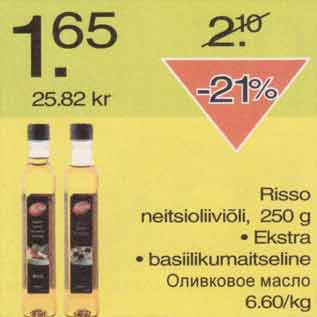 1.65
25.82 kr
2.10
-21%
Risso
neitsioliiviõli, 250 g
• Ekstra
• basiilikumaitseline
Оливковое масло
6.60/kg